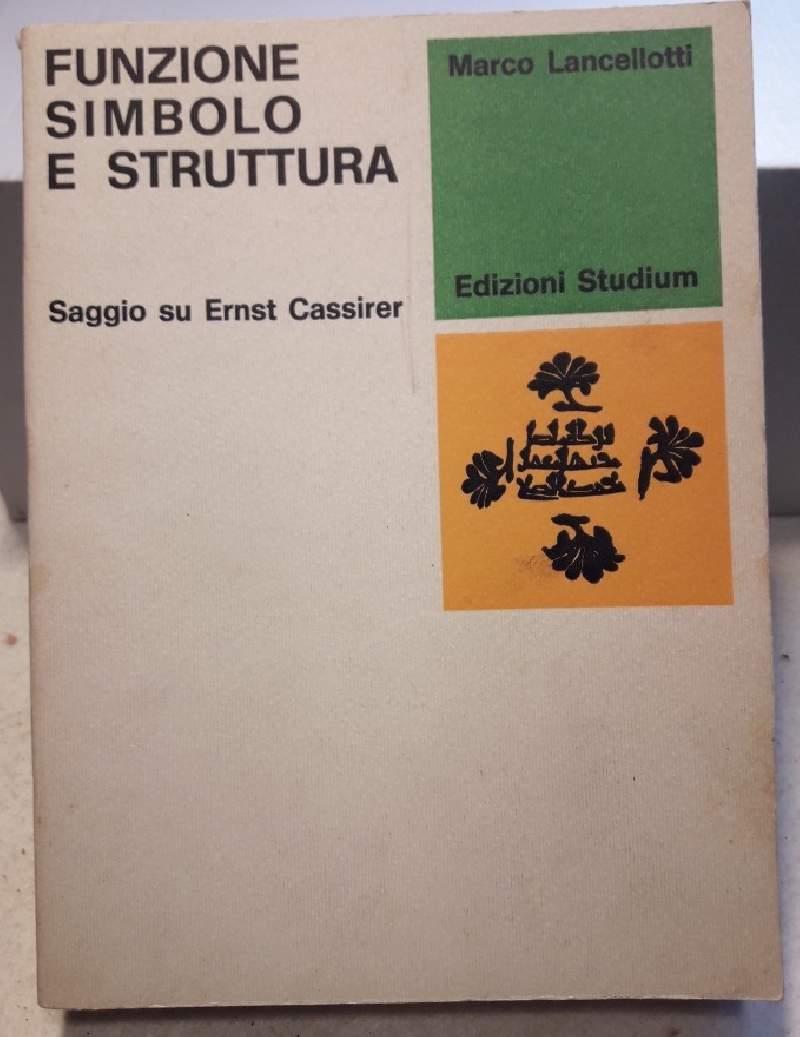 FUNZIONE
SIMBOLO
E STRUTTURA
Saggio su Ernst Cassirer
Marco Lancellotti
Edizioni Studium